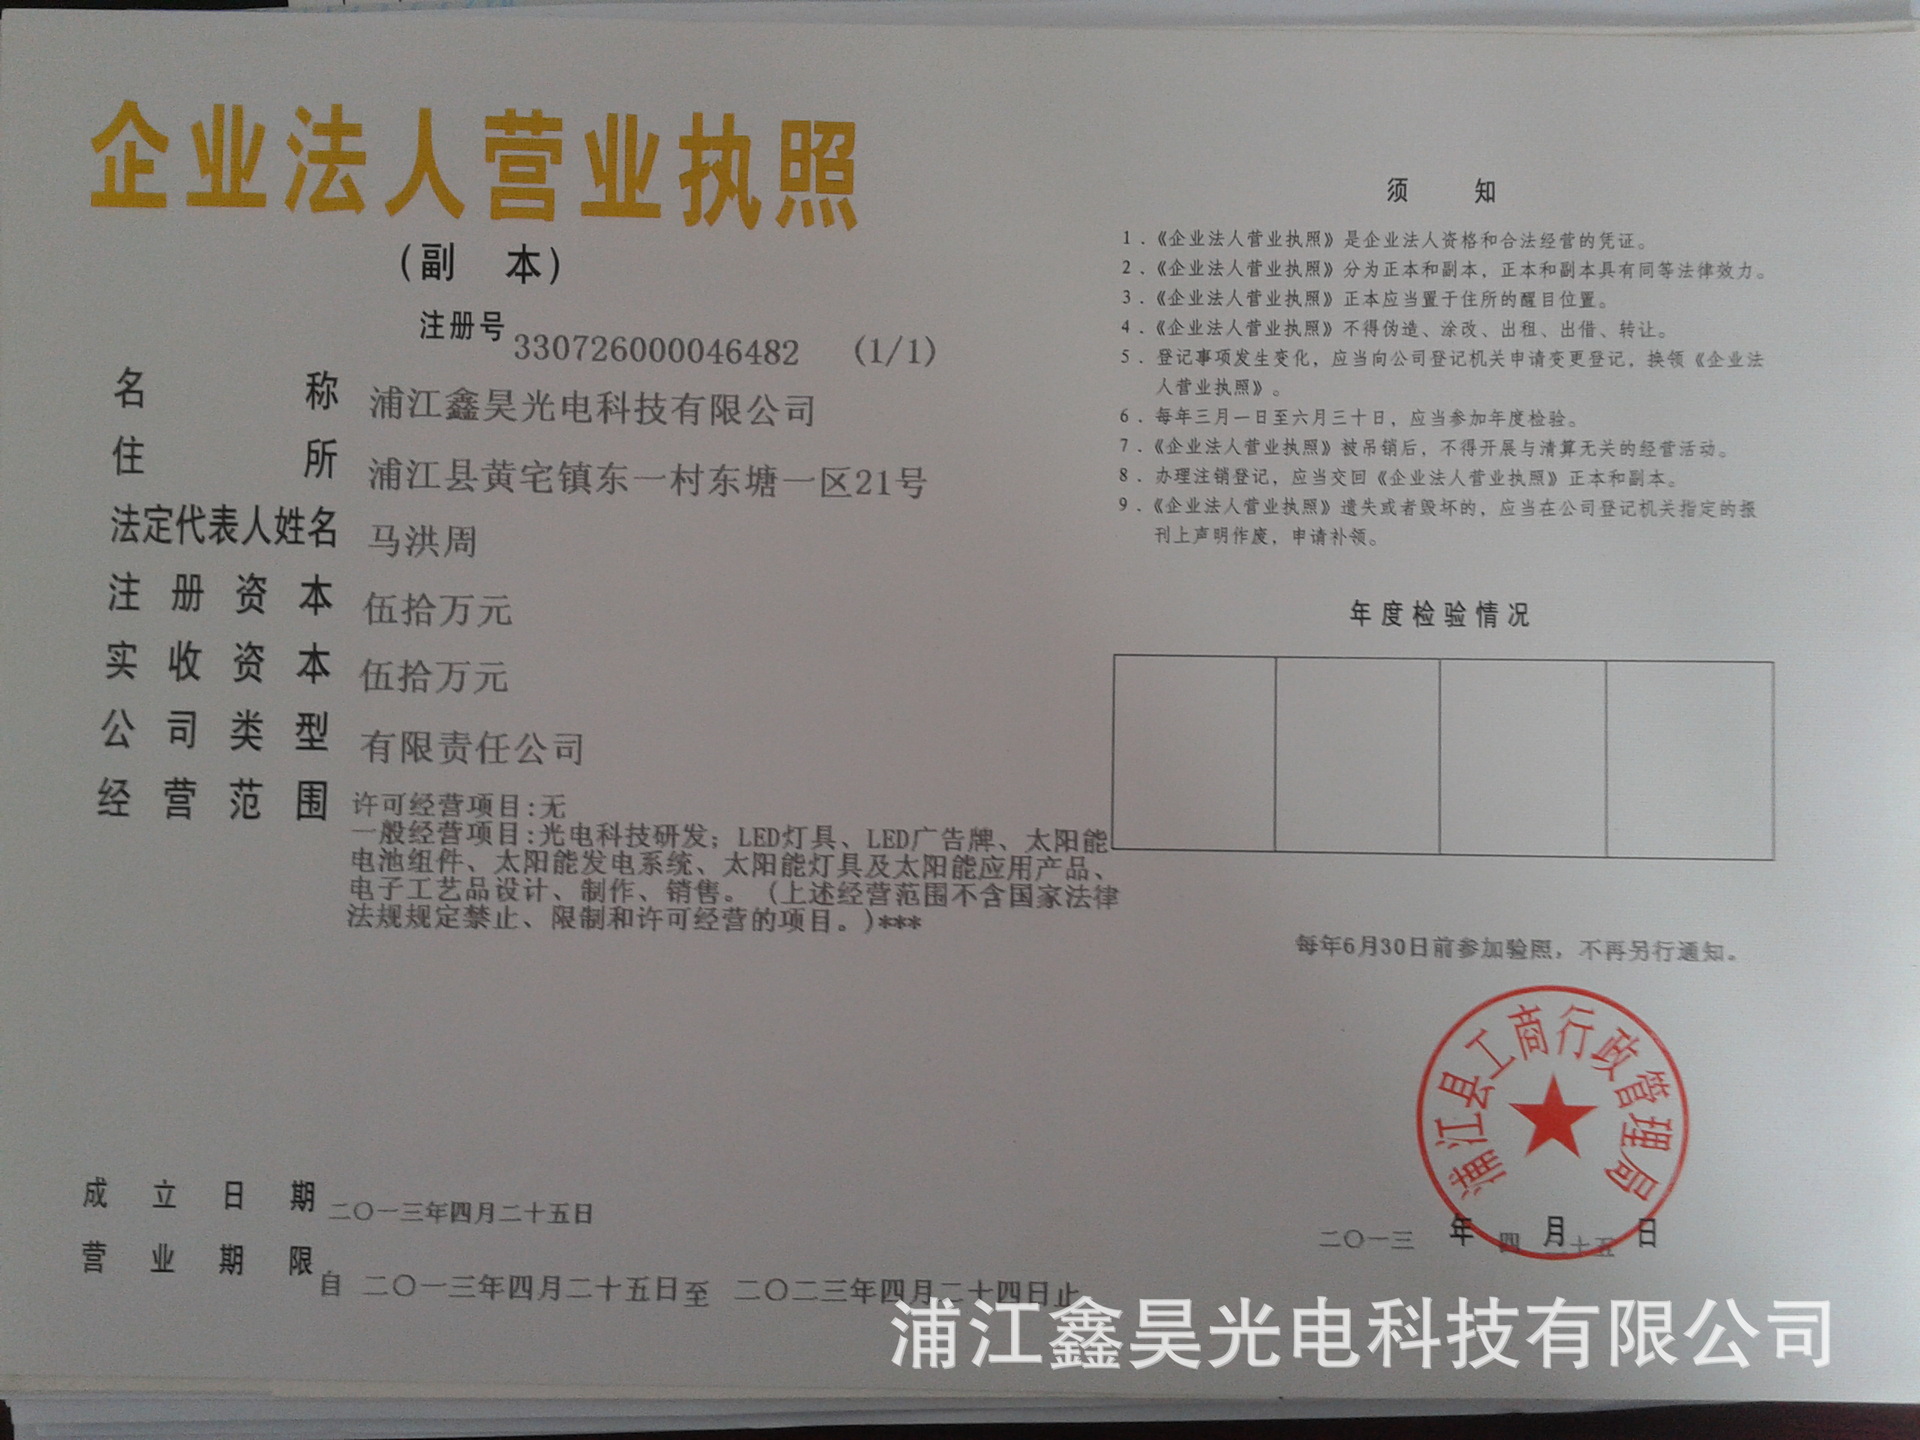 企业法人营业执照
(副 本)
注册号 330726000046482 (1/1)
名称 浦江鑫昊光电科技有限公司
住所 浦江县黄宅镇东一村东塘一区21号
法定代表人姓名 马洪周
注册资本 伍拾万元
实收资本 伍拾万元
公司类型 有限责任公司
经营范围 许可经营项目:无
一般经营项目:光电科技研发；LED灯具、LED广告牌、太阳能
电池组件、太阳能发电系统、太阳能灯具及太阳能应用产品、
电子工艺品设计、制作、销售。(上述经营范围不含国家法律
法规规定禁止、限制和许可经营的项目。)***
成立日期 二〇一三年四月二十五日
营业期限 自 二〇一三年四月二十五日至 二〇二三年四月二十四日止
须 知
1.《企业法人营业执照》是企业法人资格和合法经营的凭证。
2.《企业法人营业执照》分为正本和副本，正本和副本具有同等法律效力。
3.《企业法人营业执照》正本应当置于住所的醒目位置。
4.《企业法人营业执照》不得伪造、涂改、出租、出借、转让。
5.登记事项发生变化，应当向公司登记机关申请变更登记，换领《企业法
人营业执照》。
6.每年三月一日至六月三十日，应当参加年度检验。
7.《企业法人营业执照》被吊销后，不得开展与清算无关的经营活动。
8.办理注销登记，应当交回《企业法人营业执照》正本和副本。
9.《企业法人营业执照》遗失或者毁坏的，应当在公司登记机关指定的报
刊上声明作废，申请补领。
年度检验情况
每年6月30日前参加验照，不再另行通知。
浦江县工商行政管理局
二〇一三 年 四 月 二十五 日
浦江鑫昊光电科技有限公司